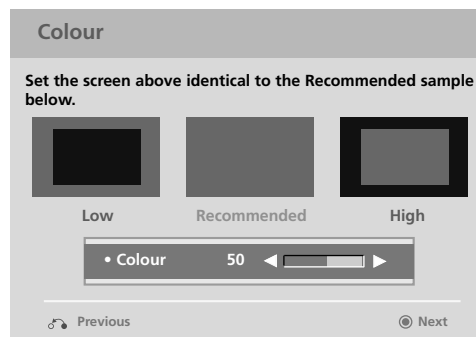 Colour
Set the screen above identical to the Recommended sample
below.
Low Recommended High
• Colour 50
Previous Next